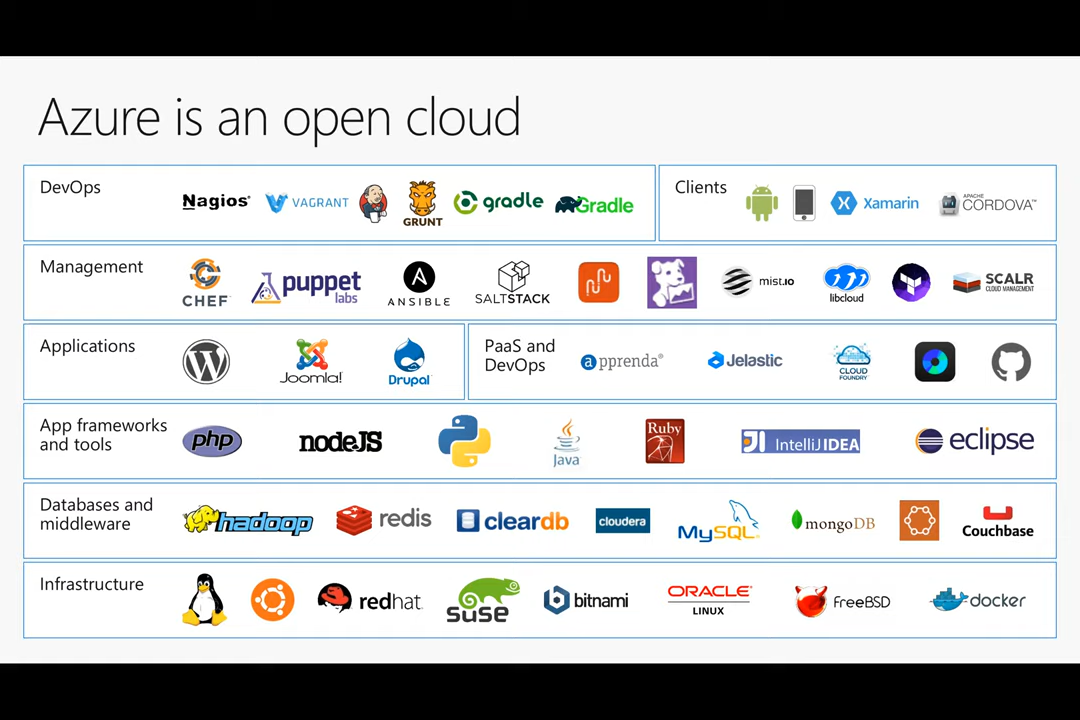 Azure is an open cloud
DevOps
Nagios®
VAGRANT
GRUNT
gradle
Gradle
Clients
Xamarin
APACHE
CORDOVA™
Management
CHEF™
puppet
labs
ANSIBLE
SALTSTACK
mist.io
libcloud
SCALR
CLOUD MANAGEMENT
Applications
Joomla!
Drupal
PaaS and
DevOps
apprenda®
Jelastic
CLOUD
FOUNDRY
App frameworks
and tools
php
nodeJS
Java
Ruby
IntelliJ IDEA
eclipse
Databases and
middleware
hadoop
redis
cleardb
cloudera
MySQL
mongoDB
Couchbase
Infrastructure
redhat.
SUSE
bitnami
ORACLE®
LINUX
FreeBSD
docker